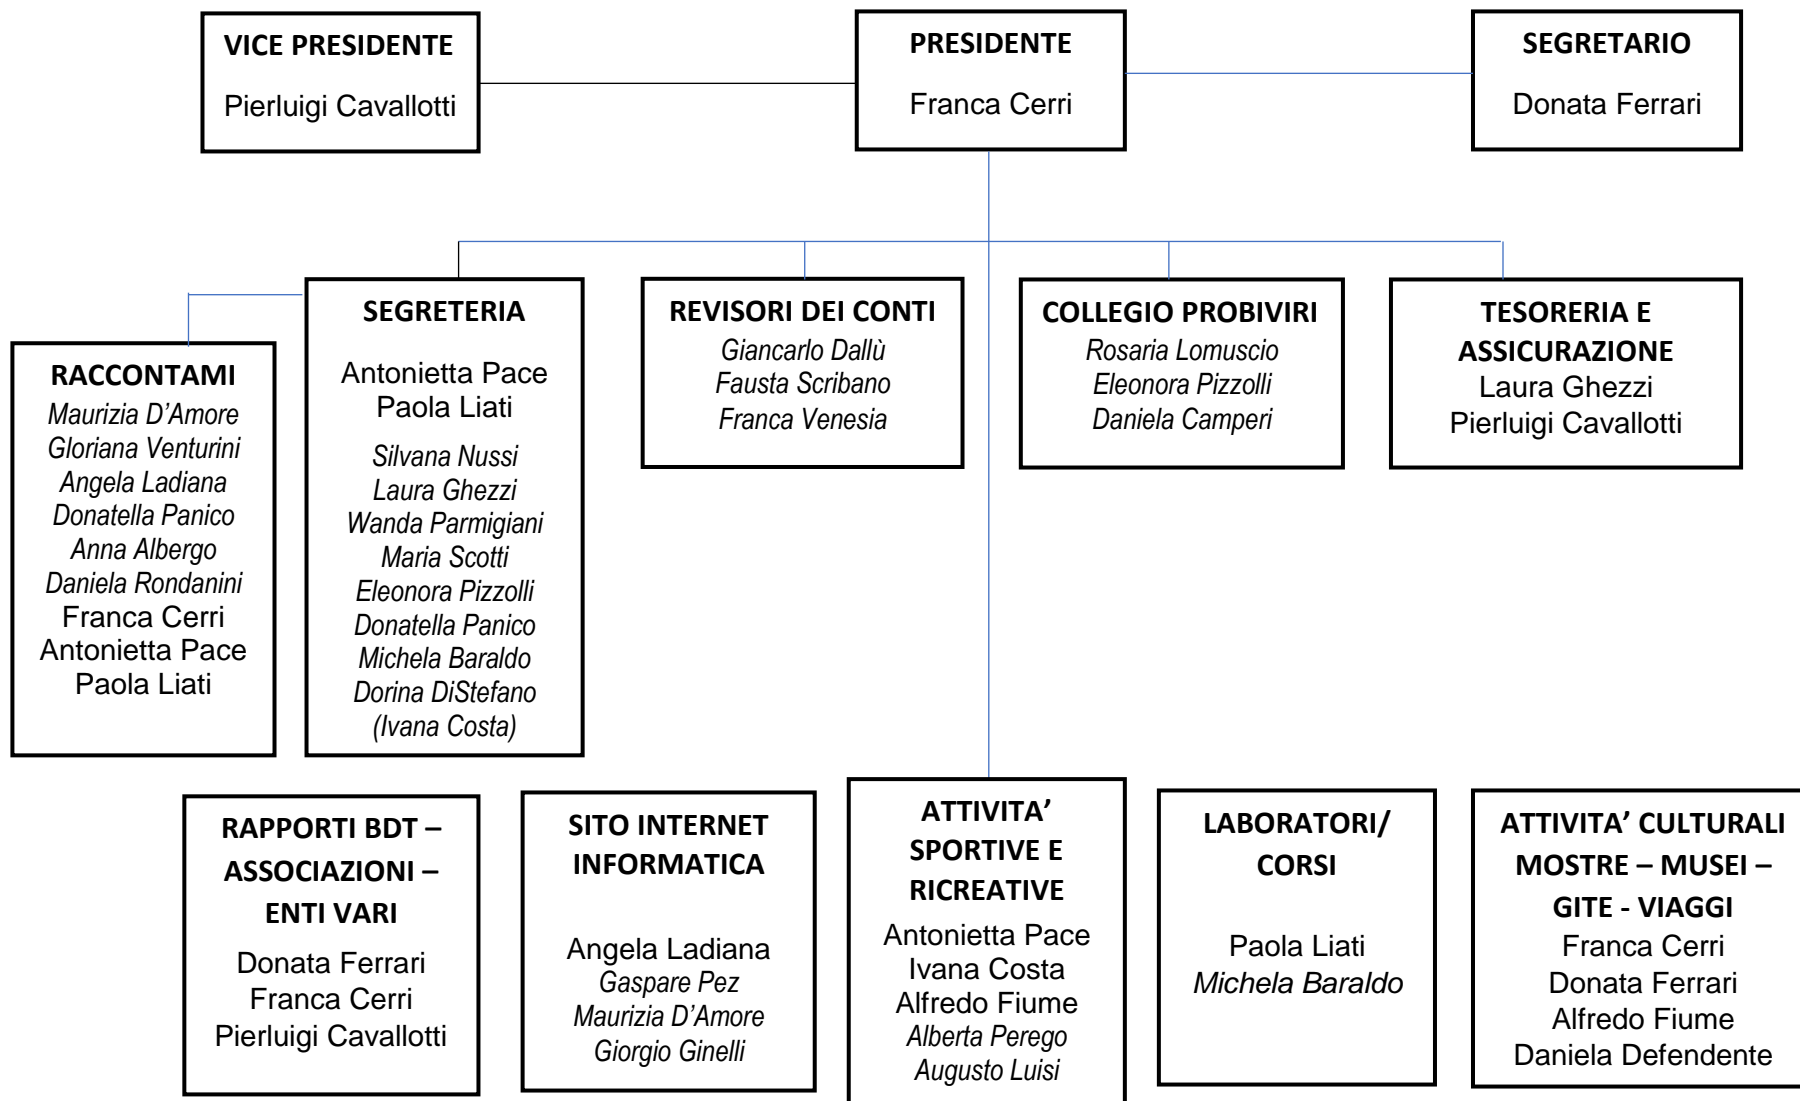 VICE PRESIDENTE
Pierluigi Cavallotti
PRESIDENTE
Franca Cerri
SEGRETARIO
Donata Ferrari
RACCONTAMI
Maurizia D’Amore
Gloriana Venturini
Angela Ladiana
Donatella Panico
Anna Albergo
Daniela Rondanini
Franca Cerri
Antonietta Pace
Paola Liati
SEGRETERIA
Antonietta Pace
Paola Liati
Silvana Nussi
Laura Ghezzi
Wanda Parmigiani
Maria Scotti
Eleonora Pizzolli
Donatella Panico
Michela Baraldo
Dorina DiStefano
(Ivana Costa)
REVISORI DEI CONTI
Giancarlo Dallù
Fausta Scribano
Franca Venesia
COLLEGIO PROBIVIRI
Rosaria Lomuscio
Eleonora Pizzolli
Daniela Camperi
TESORERIA E
ASSICURAZIONE
Laura Ghezzi
Pierluigi Cavallotti
RAPPORTI BDT –
ASSOCIAZIONI –
ENTI VARI
Donata Ferrari
Franca Cerri
Pierluigi Cavallotti
SITO INTERNET
INFORMATICA
Angela Ladiana
Gaspare Pez
Maurizia D’Amore
Giorgio Ginelli
ATTIVITA’
SPORTIVE E
RICREATIVE
Antonietta Pace
Ivana Costa
Alfredo Fiume
Alberta Perego
Augusto Luisi
LABORATORI/
CORSI
Paola Liati
Michela Baraldo
ATTIVITA’ CULTURALI
MOSTRE – MUSEI –
GITE - VIAGGI
Franca Cerri
Donata Ferrari
Alfredo Fiume
Daniela Defendente